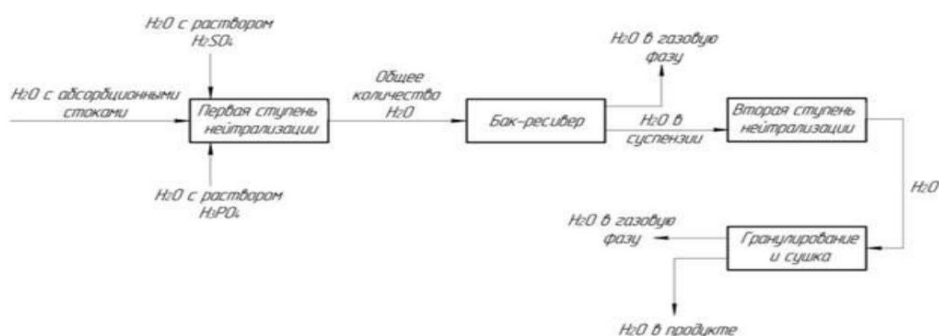 H2O с раствором
H2SO4
H2O с абсорбционными
стоками
Первая ступень
нейтрализации
H2O с раствором
H3PO4
Общее
количество
H2O
Бак-ресивер
H2O в газовую
фазу
H2O в
суспензии
Вторая ступень
нейтрализации
H2O
Гранулирование
и сушка
H2O в газовую
фазу
H2O в продукте